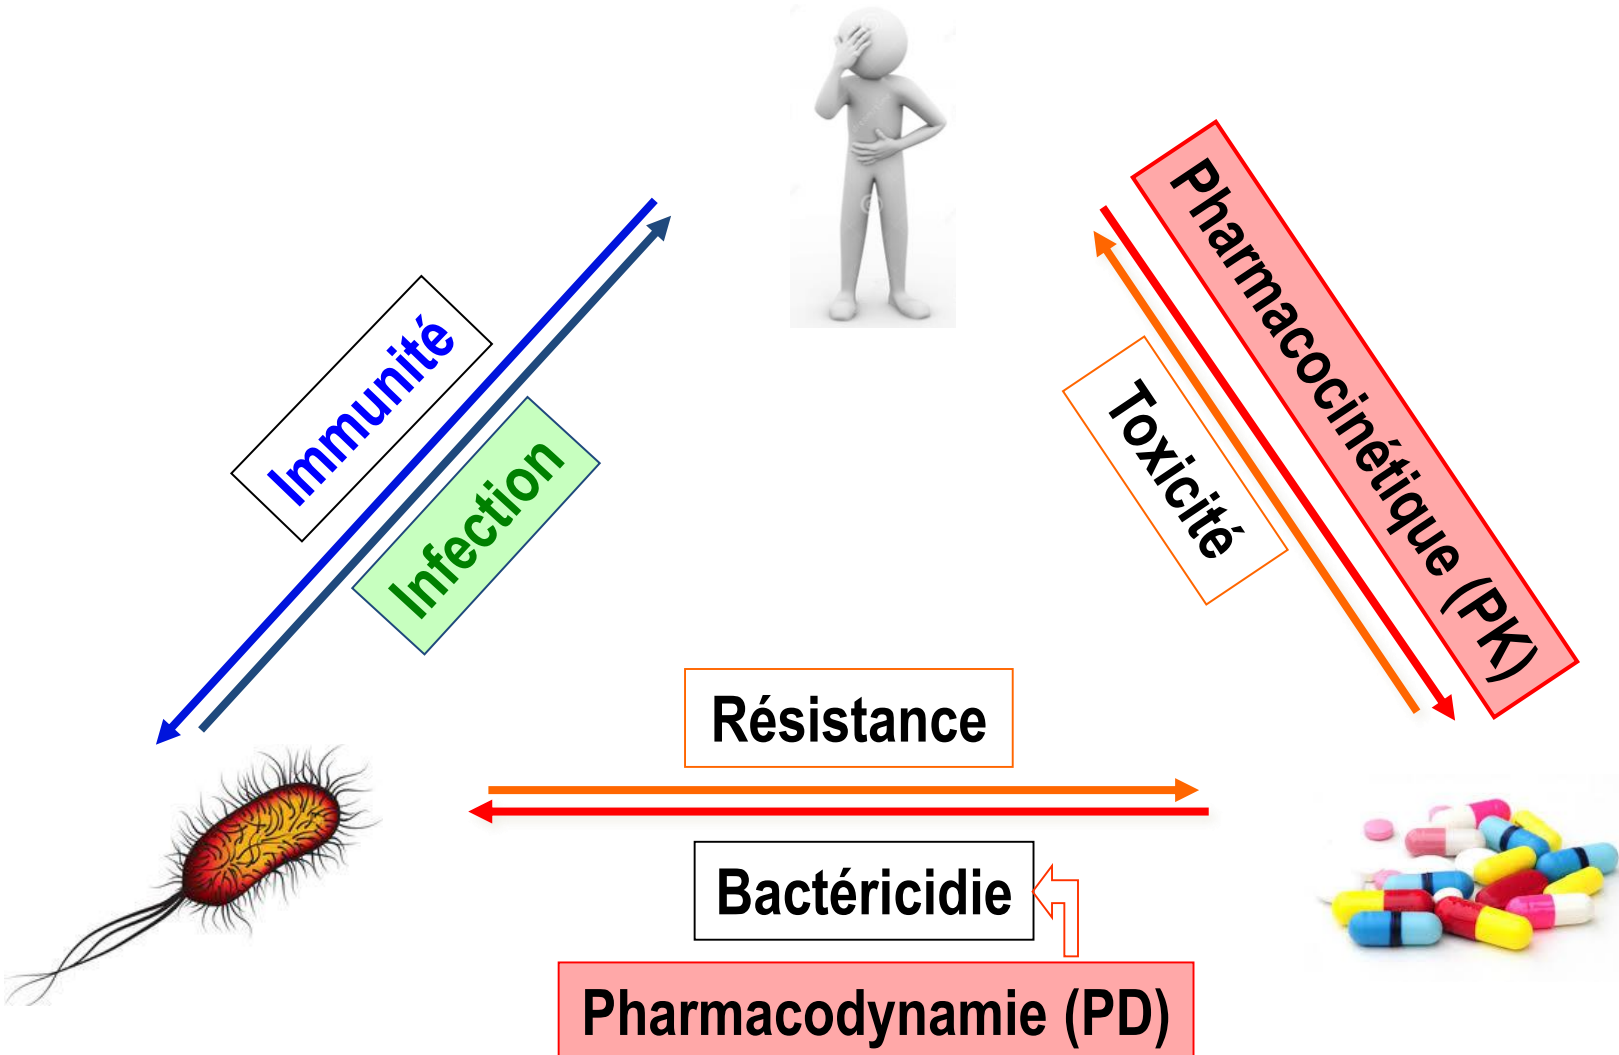 Pharmacocinétique (PK)
Immunité
Toxicité
Infection
Résistance
Bactéricidie
Pharmacodynamie (PD)